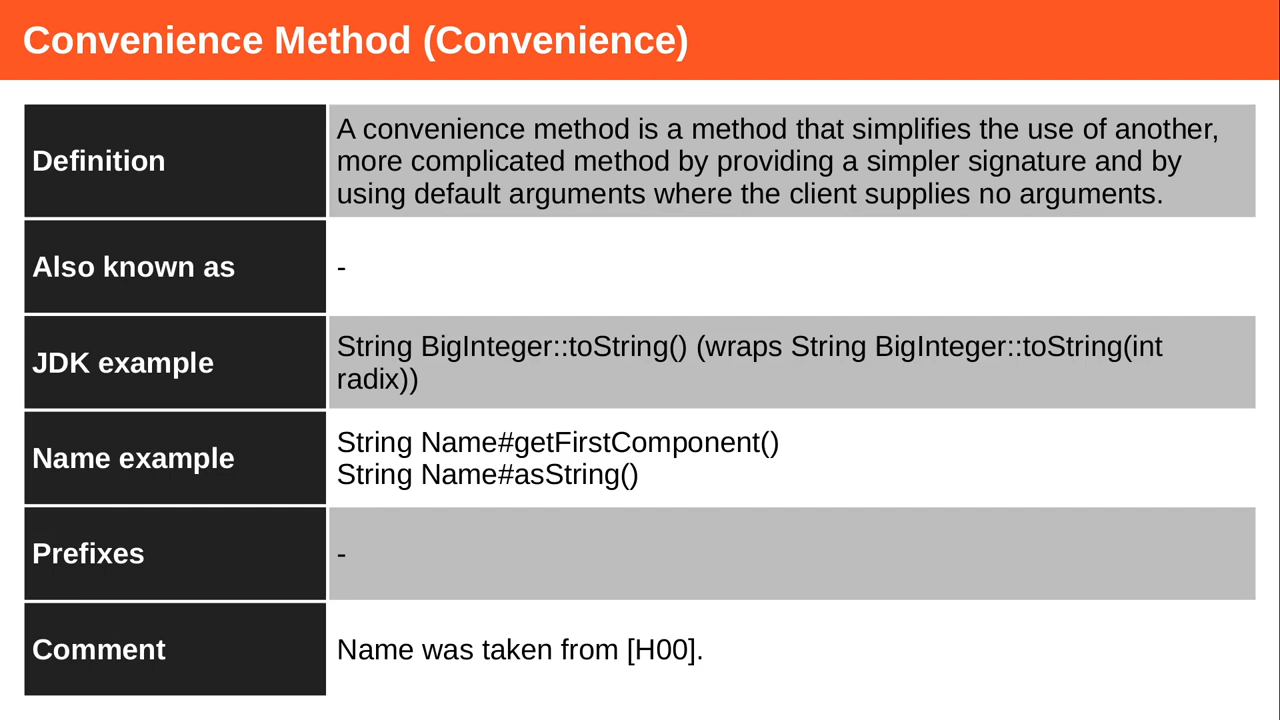 Convenience Method (Convenience)
Definition
A convenience method is a method that simplifies the use of another,
more complicated method by providing a simpler signature and by
using default arguments where the client supplies no arguments.
Also known as
-
JDK example
String BigInteger::toString() (wraps String BigInteger::toString(int
radix))
Name example
String Name#getFirstComponent()
String Name#asString()
Prefixes
-
Comment
Name was taken from [H00].